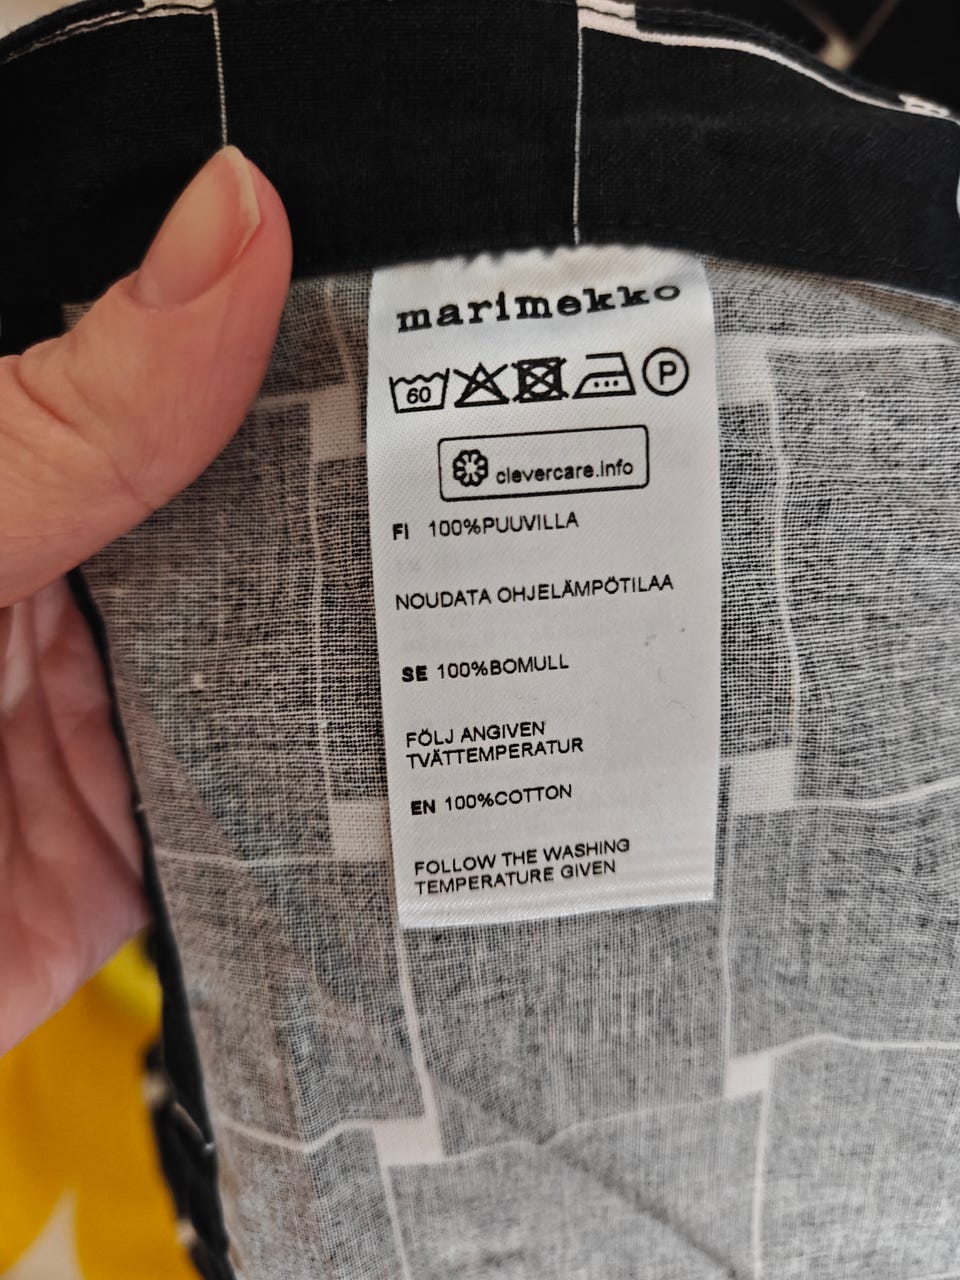 marimekko
60 P
clevercare.info
FI 100%PUUVILLA
NOUDATA OHJELÄMPÖTILAA
SE 100%BOMULL
FÖLJ ANGIVEN
TVÄTTEMPERATUR
EN 100%COTTON
FOLLOW THE WASHING
TEMPERATURE GIVEN